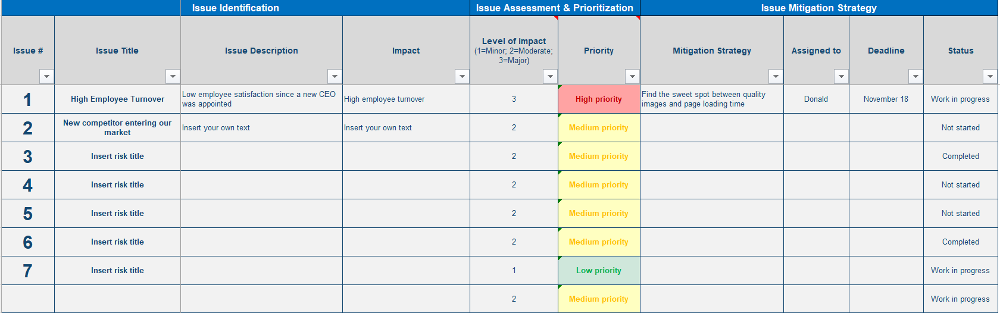 Issue Identification
Issue Assessment & Prioritization
Issue Mitigation Strategy
Issue #
Issue Title
Issue Description
Impact
Level of impact
(1=Minor; 2=Moderate;
3=Major)
Priority
Mitigation Strategy
Assigned to
Deadline
Status
1
High Employee Turnover
Low employee satisfaction since a new CEO
was appointed
High employee turnover
3
High priority
Find the sweet spot between quality
images and page loading time
Donald
November 18
Work in progress
2
New competitor entering our
market
Insert your own text
Insert your own text
2
Medium priority
Not started
3
Insert risk title
2
Medium priority
Completed
4
Insert risk title
2
Medium priority
Not started
5
Insert risk title
2
Medium priority
Not started
6
Insert risk title
2
Medium priority
Completed
7
Insert risk title
1
Low priority
Work in progress
2
Medium priority
Work in progress